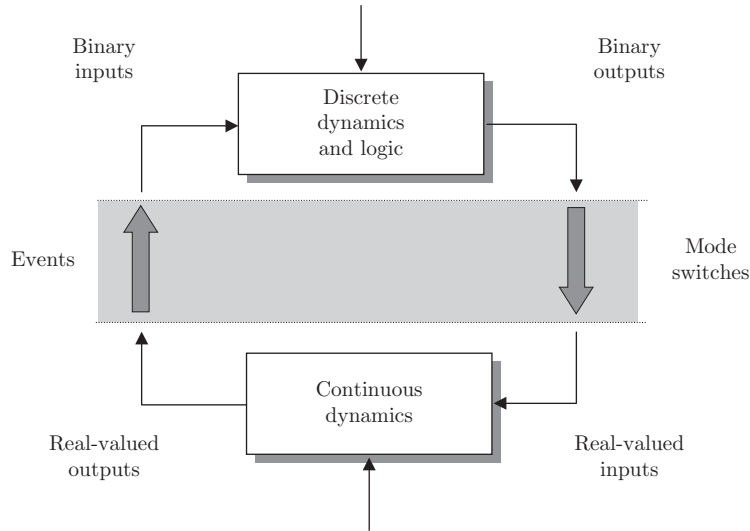 Binary
inputs
Binary
outputs
Discrete
dynamics
and logic
Events
Mode
switches
Continuous
dynamics
Real-valued
outputs
Real-valued
inputs